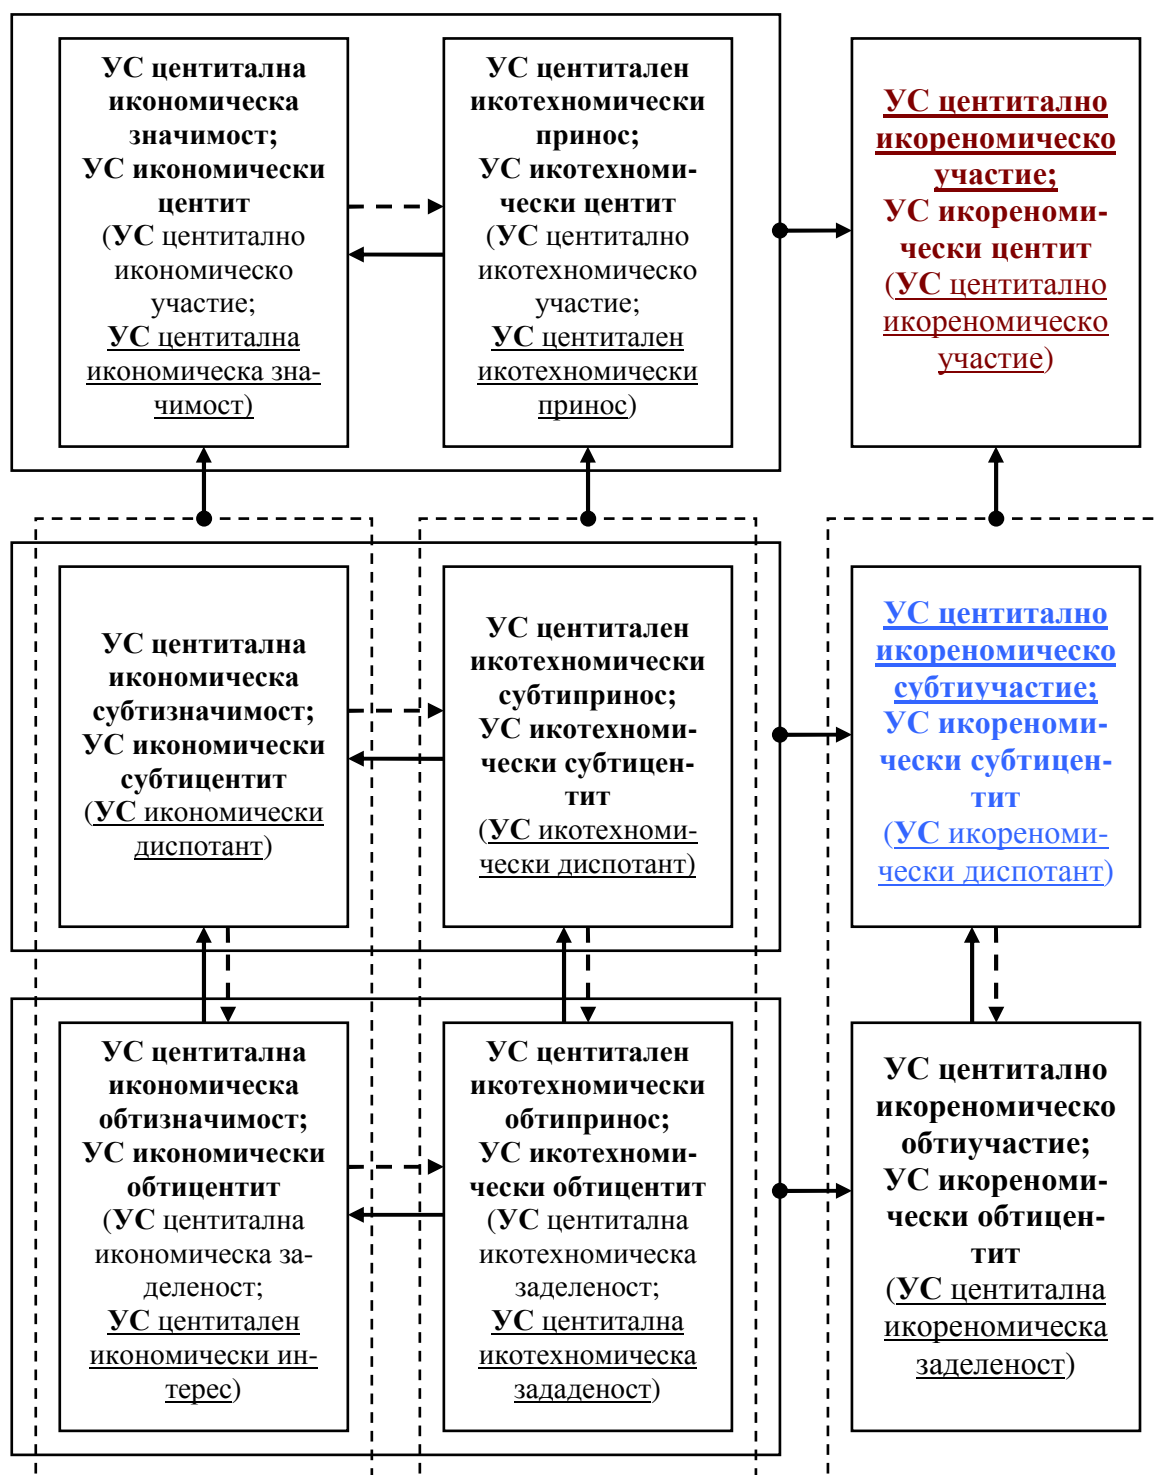 УС центитална
икономическа
значимост;
УС икономически
центит
(УС центитално
икономическо
участие;
УС центитална
икономическа зна-
чимост)
УС центитален
икотехномически
принос;
УС икотехноми-
чески центит
(УС центитално
икотехномическо
участие;
УС центитален
икотехномически
принос)
УС центитално
икореномическо
участие;
УС икореноми-
чески центит
(УС центитално
икореномическо
участие)
УС центитална
икономическа
субтизначимост;
УС икономически
субтицентит
(УС икономически
диспотант)
УС центитален
икотехномически
субтипринос;
УС икотехноми-
чески субтицен-
тит
(УС икотехноми-
чески диспотант)
УС центитално
икореномическо
субтиучастие;
УС икореноми-
чески субтицен-
тит
(УС икореноми-
чески диспотант)
УС центитална
икономическа
обтизначимост;
УС икономически
обтицентит
(УС центитална
икономическа за-
деленост;
УС центитален
икономически ин-
терес)
УС центитален
икотехномически
обтипринос;
УС икотехноми-
чески обтицентит
(УС центитална
икотехномическа
заделеност;
УС центитална
икотехномическа
зададеност)
УС центитално
икореномическо
обтиучастие;
УС икореноми-
чески обтицен-
тит
(УС центитална
икореномическа
заделеност)